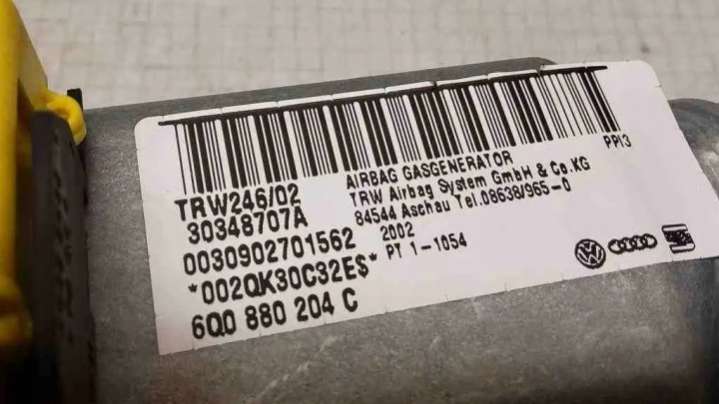 TRW246/02
30348707A
0030902701562
*002QK30C32E$*
6Q0 880 204 C
AIRBAG GASGENERATOR
TRW Airbag System GmbH & Co.KG
84544 Aschau Tel.08638/965-0
2002
PT 1-1054
PPI3